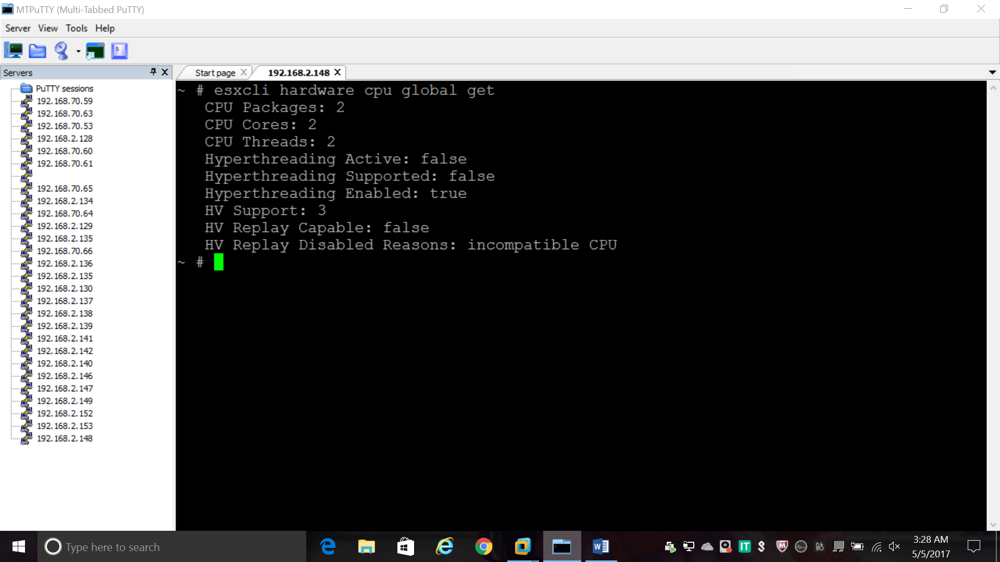 MTPuTTY (Multi-Tabbed PuTTY)
Server View Tools Help
Servers
Start page
192.168.2.148
PuTTY sessions
192.168.70.59
192.168.70.63
192.168.70.53
192.168.2.128
192.168.70.60
192.168.70.61
192.168.70.65
192.168.2.134
192.168.70.64
192.168.2.129
192.168.2.135
192.168.70.66
192.168.2.136
192.168.2.135
192.168.2.130
192.168.2.137
192.168.2.138
192.168.2.139
192.168.2.141
192.168.2.142
192.168.2.140
192.168.2.146
192.168.2.147
192.168.2.149
192.168.2.152
192.168.2.153
192.168.2.148
~ # esxcli hardware cpu global get
CPU Packages: 2
CPU Cores: 2
CPU Threads: 2
Hyperthreading Active: false
Hyperthreading Supported: false
Hyperthreading Enabled: true
HV Support: 3
HV Replay Capable: false
HV Replay Disabled Reasons: incompatible CPU
~ #
Type here to search
IT
3:28 AM
5/5/2017